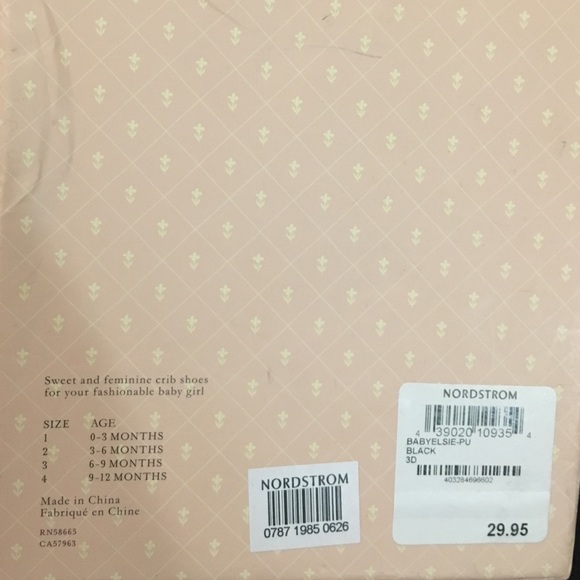 Sweet and feminine crib shoes
for your fashionable baby girl
SIZE AGE
1 0-3 MONTHS
2 3-6 MONTHS
3 6-9 MONTHS
4 9-12 MONTHS
Made in China
Fabriqué en Chine
RN58665
CA57963
NORDSTROM
0787 1985 0626
NORDSTROM
4 39020 10935 4
BABYELSIE-PU
BLACK
3D
403284696602
29.95